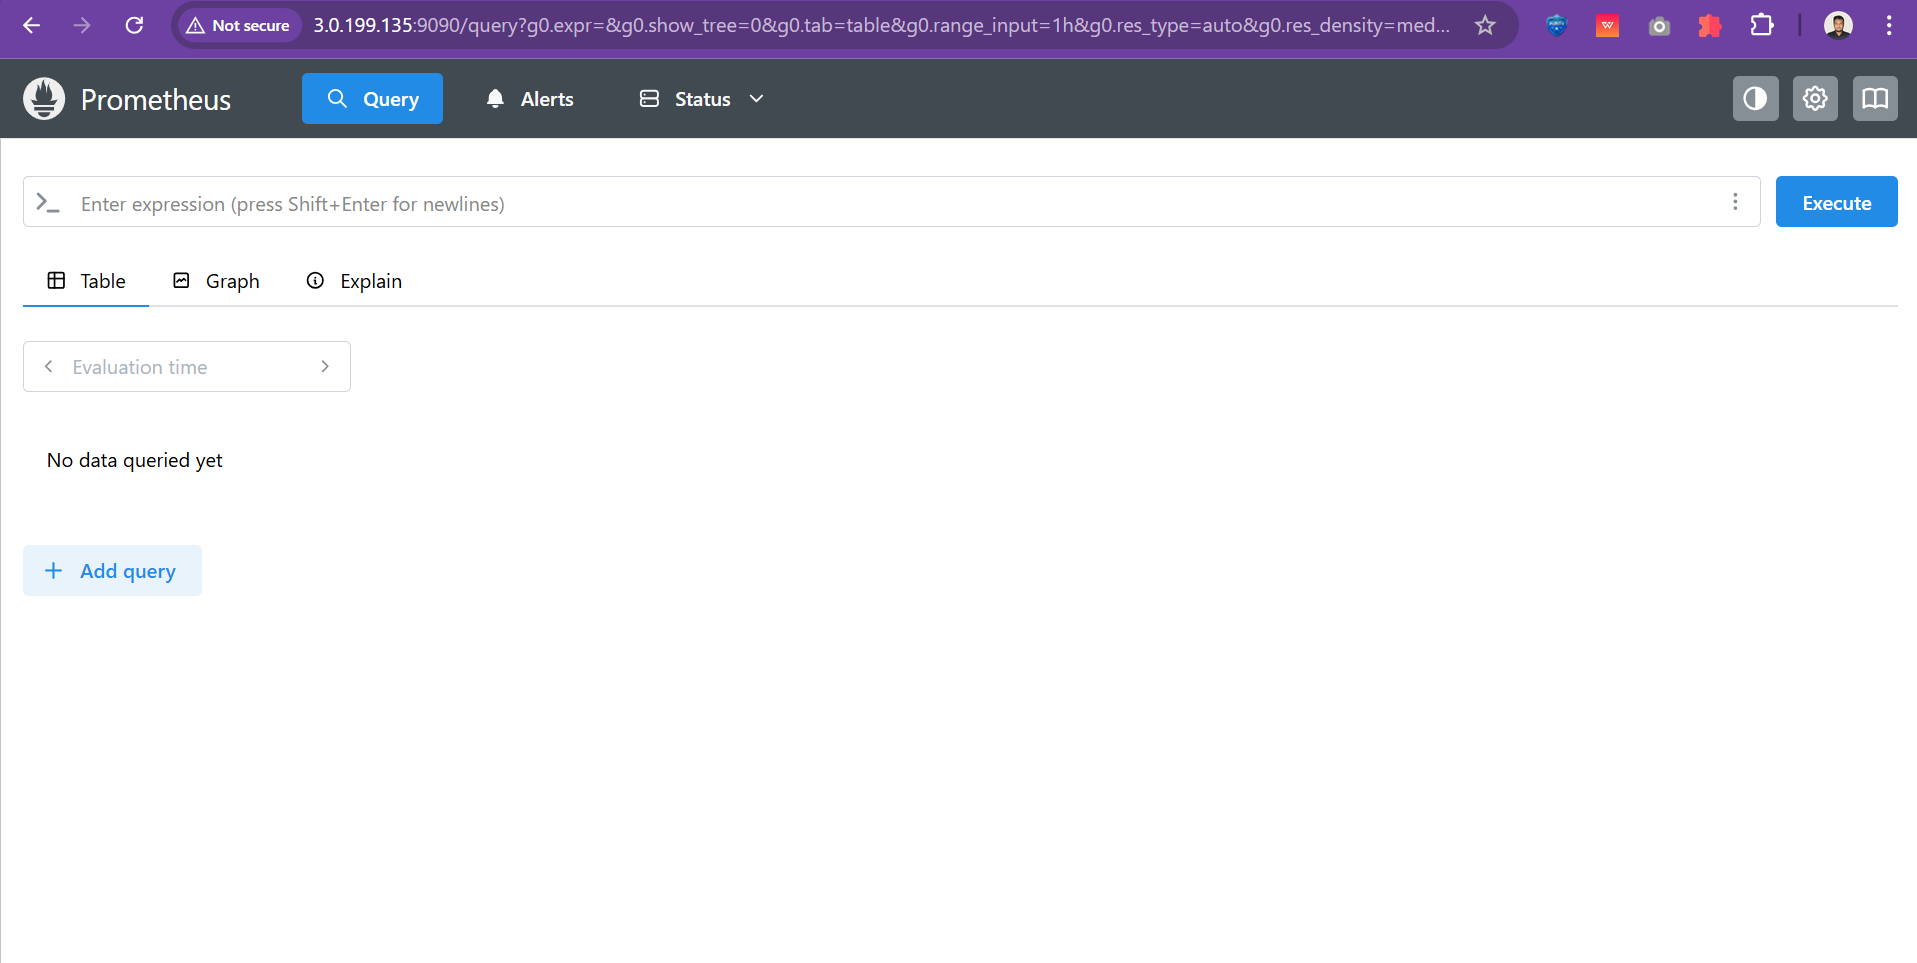 Not secure 3.0.199.135:9090/query?g0.expr=&g0.show_tree=0&g0.tab=table&g0.range_input=1h&g0.res_type=auto&g0.res_density=med...
Prometheus Query Alerts Status
Enter expression (press Shift+Enter for newlines) Execute
Table Graph Explain
Evaluation time
No data queried yet
Add query